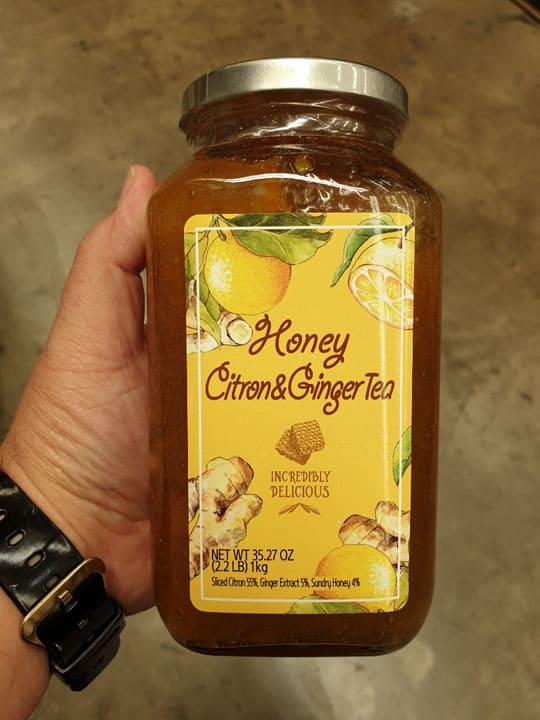 Honey
Citron&Ginger Tea
INCREDIBLY
DELICIOUS
NET WT 35.27 OZ
(2.2 LB) 1kg
Sliced Citron 55%, Ginger Extract 5%, Sundry Honey 4%